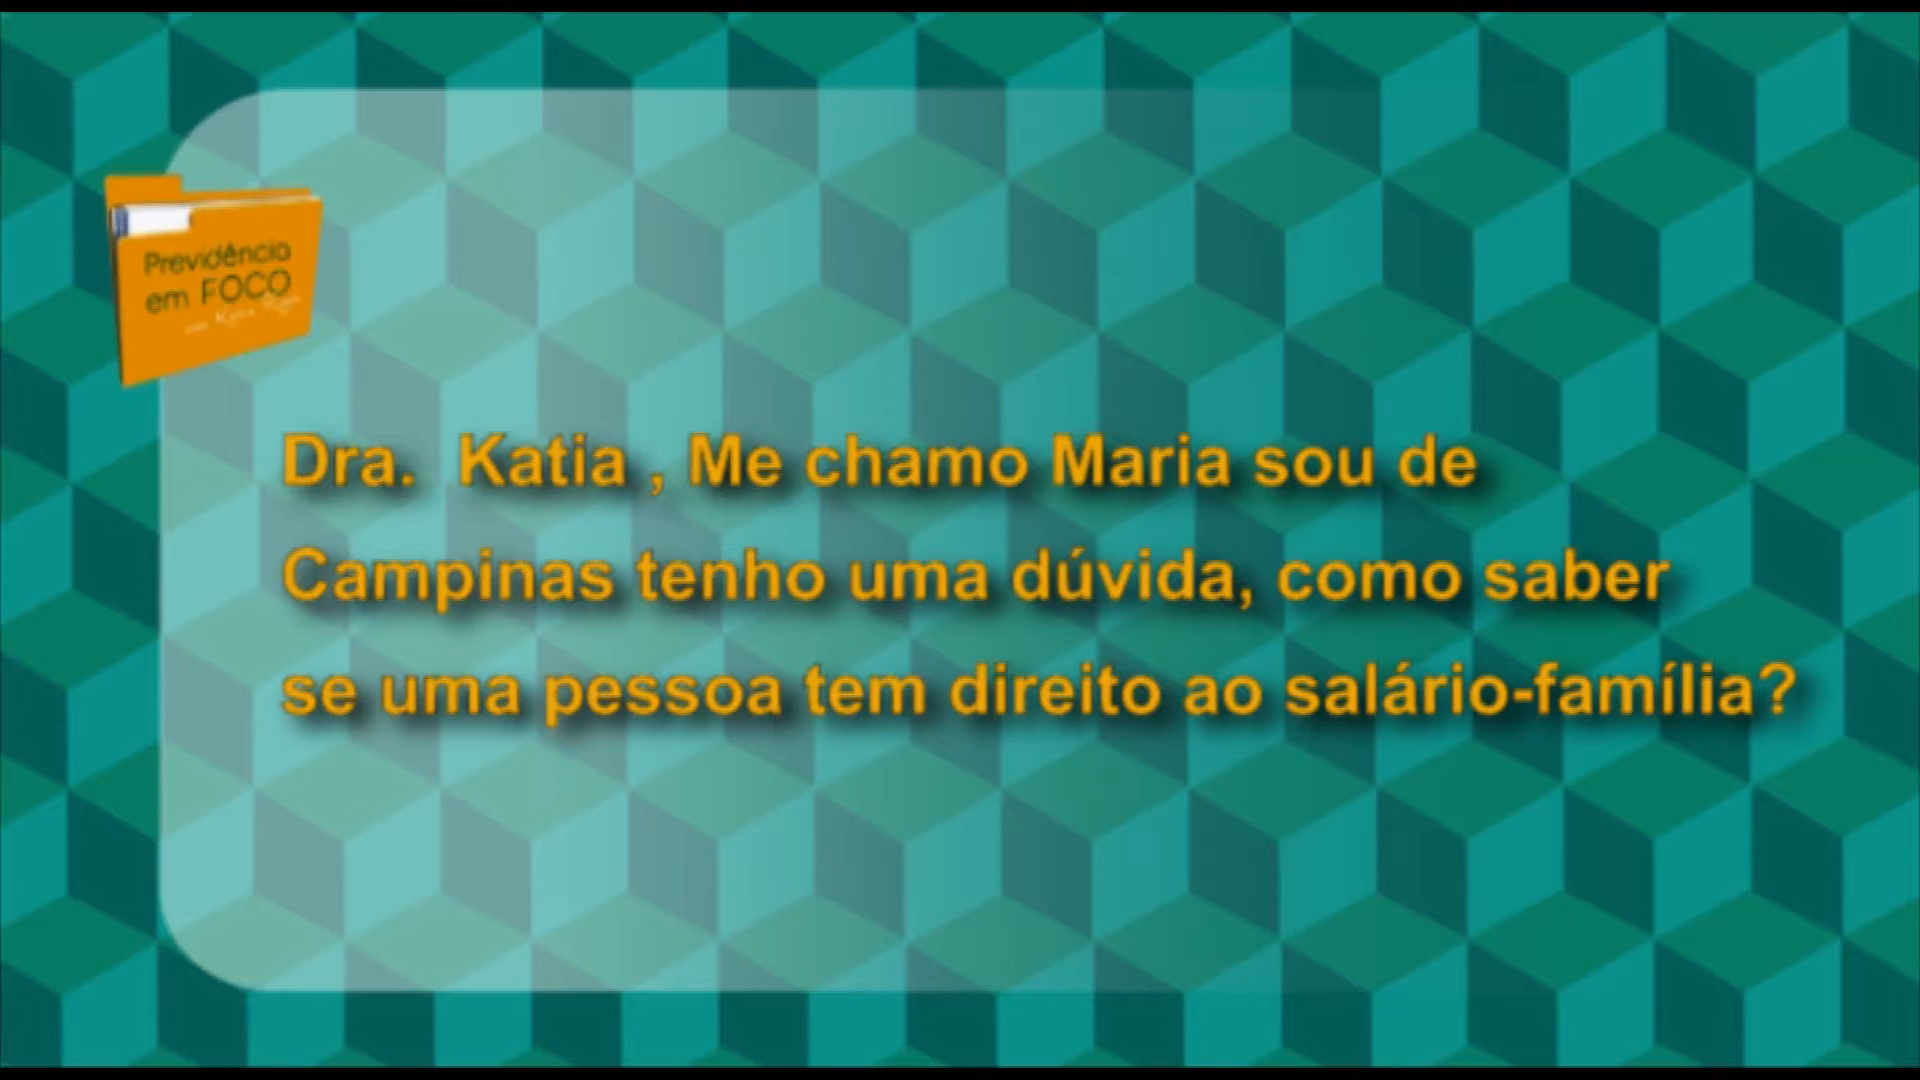 Previdência
em FOCO
Dra. Katia , Me chamo Maria sou de
Campinas tenho uma dúvida, como saber
se uma pessoa tem direito ao salário-família?